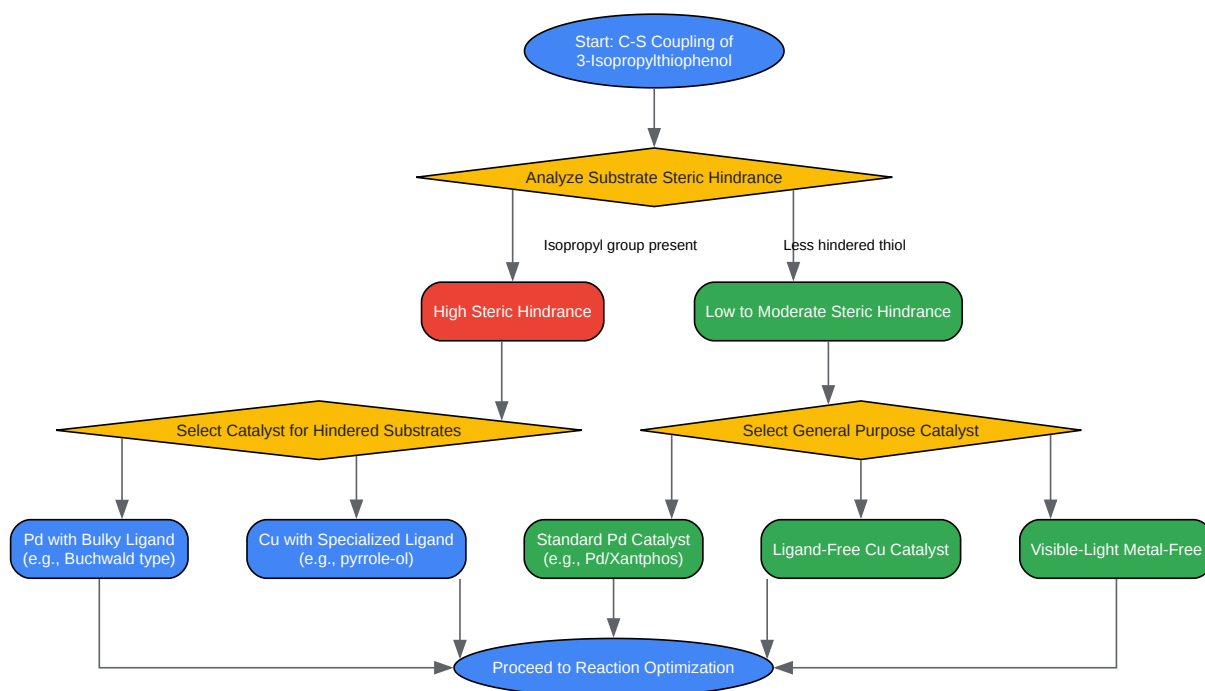 Start: C-S Coupling of
3-Isopropylthiophenol
Analyze Substrate Steric Hindrance
Isopropyl group present
Less hindered thiol
High Steric Hindrance
Low to Moderate Steric Hindrance
Select Catalyst for Hindered Substrates
Select General Purpose Catalyst
Pd with Bulky Ligand
(e.g., Buchwald type)
Cu with Specialized Ligand
(e.g., pyrrole-ol)
Standard Pd Catalyst
(e.g., Pd/Xantphos)
Ligand-Free Cu Catalyst
Visible-Light Metal-Free
Proceed to Reaction Optimization